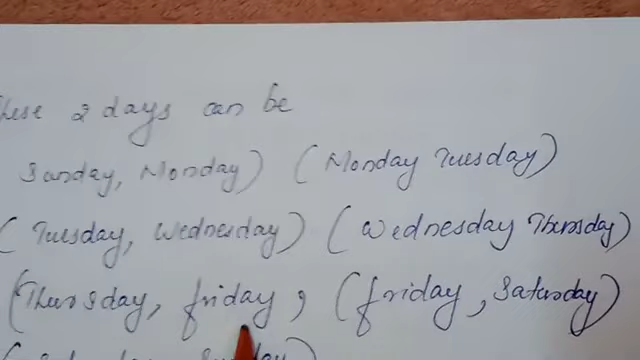 these 2 days can be
Sunday, Monday) (Monday Tuesday)
(Tuesday, Wednesday) (Wednesday Thursday)
(Thursday, friday, (friday, Saturday)